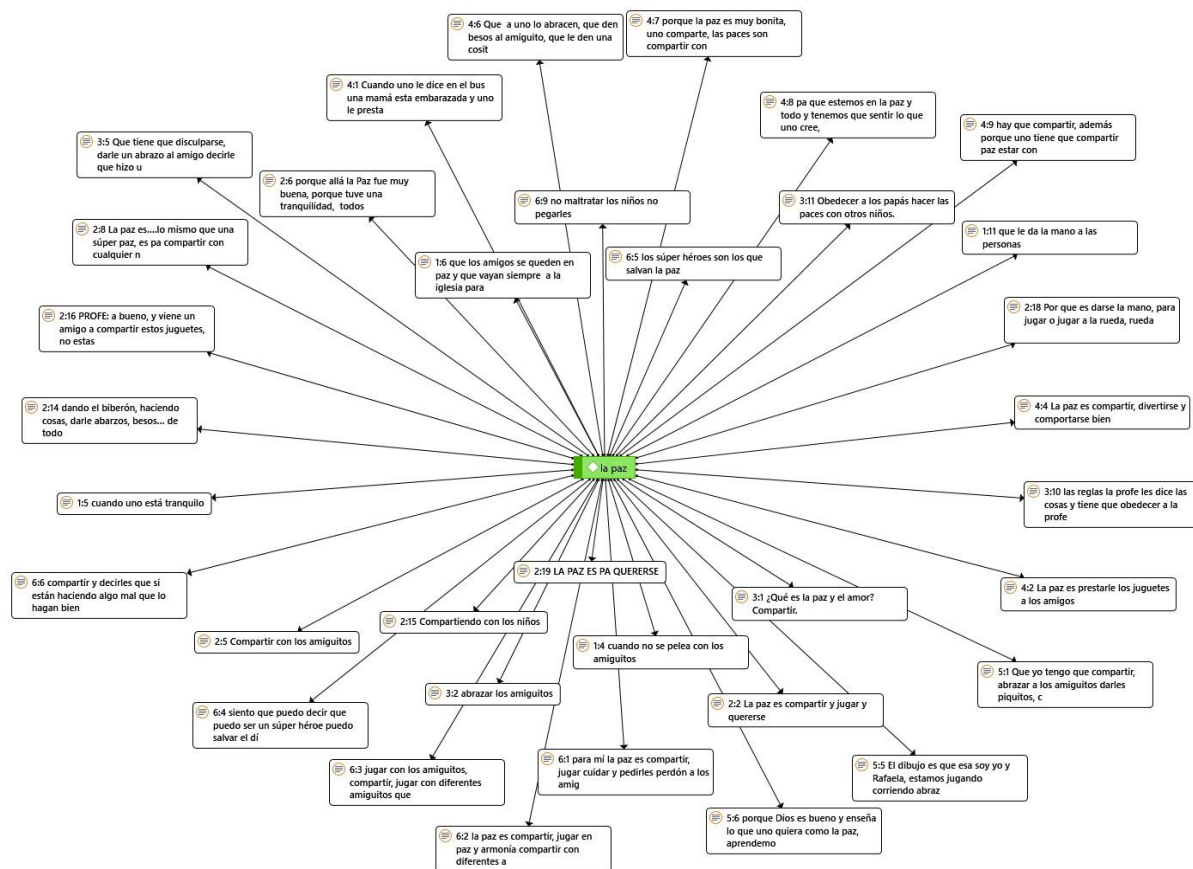 4:6 Que a uno lo abracen, que den
besos al amiguito, que le den una
cosit
4:7 porque la paz es muy bonita,
uno comparte, las paces son
compartir con
4:1 Cuando uno le dice en el bus
una mamá esta embarazada y uno
le presta
4:8 pa que estemos en la paz y
todo y tenemos que sentir lo que
uno cree,
4:9 hay que compartir, además
porque uno tiene que compartir
paz estar con
3:5 Que tiene que disculparse,
darle un abrazo al amigo decirle
que hizo u
2:6 porque allá la Paz fue muy
buena, porque tuve una
tranquilidad, todos
6:9 no maltratar los niños no
pegarles
3:11 Obedecer a los papás hacer las
paces con otros niños.
2:8 La paz es....lo mismo que una
súper paz, es pa compartir con
cualquier n
1:6 que los amigos se queden en
paz y que vayan siempre a la
iglesia para
6:5 los súper héroes son los que
salvan la paz
1:11 que le da la mano a las
personas
2:16 PROFE: a bueno, y viene un
amigo a compartir estos juguetes,
no estas
2:18 Por que es darse la mano, para
jugar o jugar a la rueda, rueda
2:14 dando el biberón, haciendo
cosas, darle abarzos, besos... de
todo
4:4 La paz es compartir, divertirse y
comportarse bien
la paz
1:5 cuando uno está tranquilo
3:10 las reglas la profe les dice las
cosas y tiene que obedecer a la
profe
6:6 compartir y decirles que si
están haciendo algo mal que lo
hagan bien
2:19 LA PAZ ES PA QUERERSE
3:1 ¿Qué es la paz y el amor?
Compartir.
4:2 La paz es prestarle los juguetes
a los amigos
2:5 Compartir con los amiguitos
2:15 Compartiendo con los niños
1:4 cuando no se pelea con los
amiguitos
5:1 Que yo tengo que compartir,
abrazar a los amiguitos darles
piquitos, c
6:4 siento que puedo decir que
puedo ser un súper héroe puedo
salvar el dí
3:2 abrazar los amiguitos
2:2 La paz es compartir y jugar y
quererse
6:3 jugar con los amiguitos,
compartir, jugar con diferentes
amiguitos que
6:1 para mí la paz es compartir,
jugar cuidar y pedirles perdón a los
amig
5:5 El dibujo es que esa soy yo y
Rafaela, estamos jugando
corriendo abraz
6:2 la paz es compartir, jugar en
paz y armonía compartir con
diferentes a
5:6 porque Dios es bueno y enseña
lo que uno quiera como la paz,
aprendemo